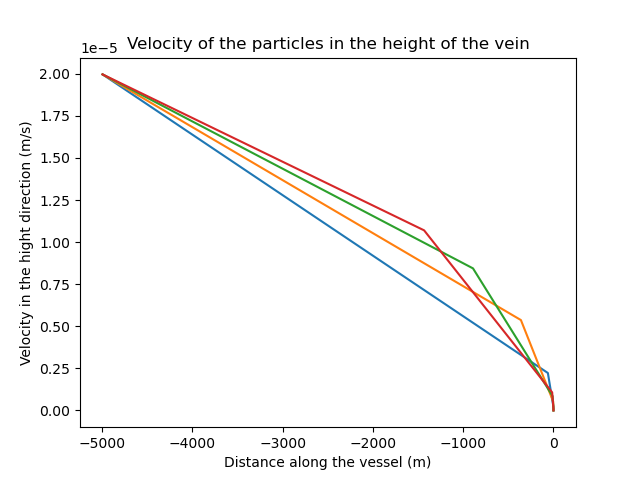 Velocity of the particles in the height of the vein
1e−5
2.00
1.75
1.50
1.25
1.00
0.75
0.50
0.25
0.00
Velocity in the hight direction (m/s)
−5000 −4000 −3000 −2000 −1000 0
Distance along the vessel (m)